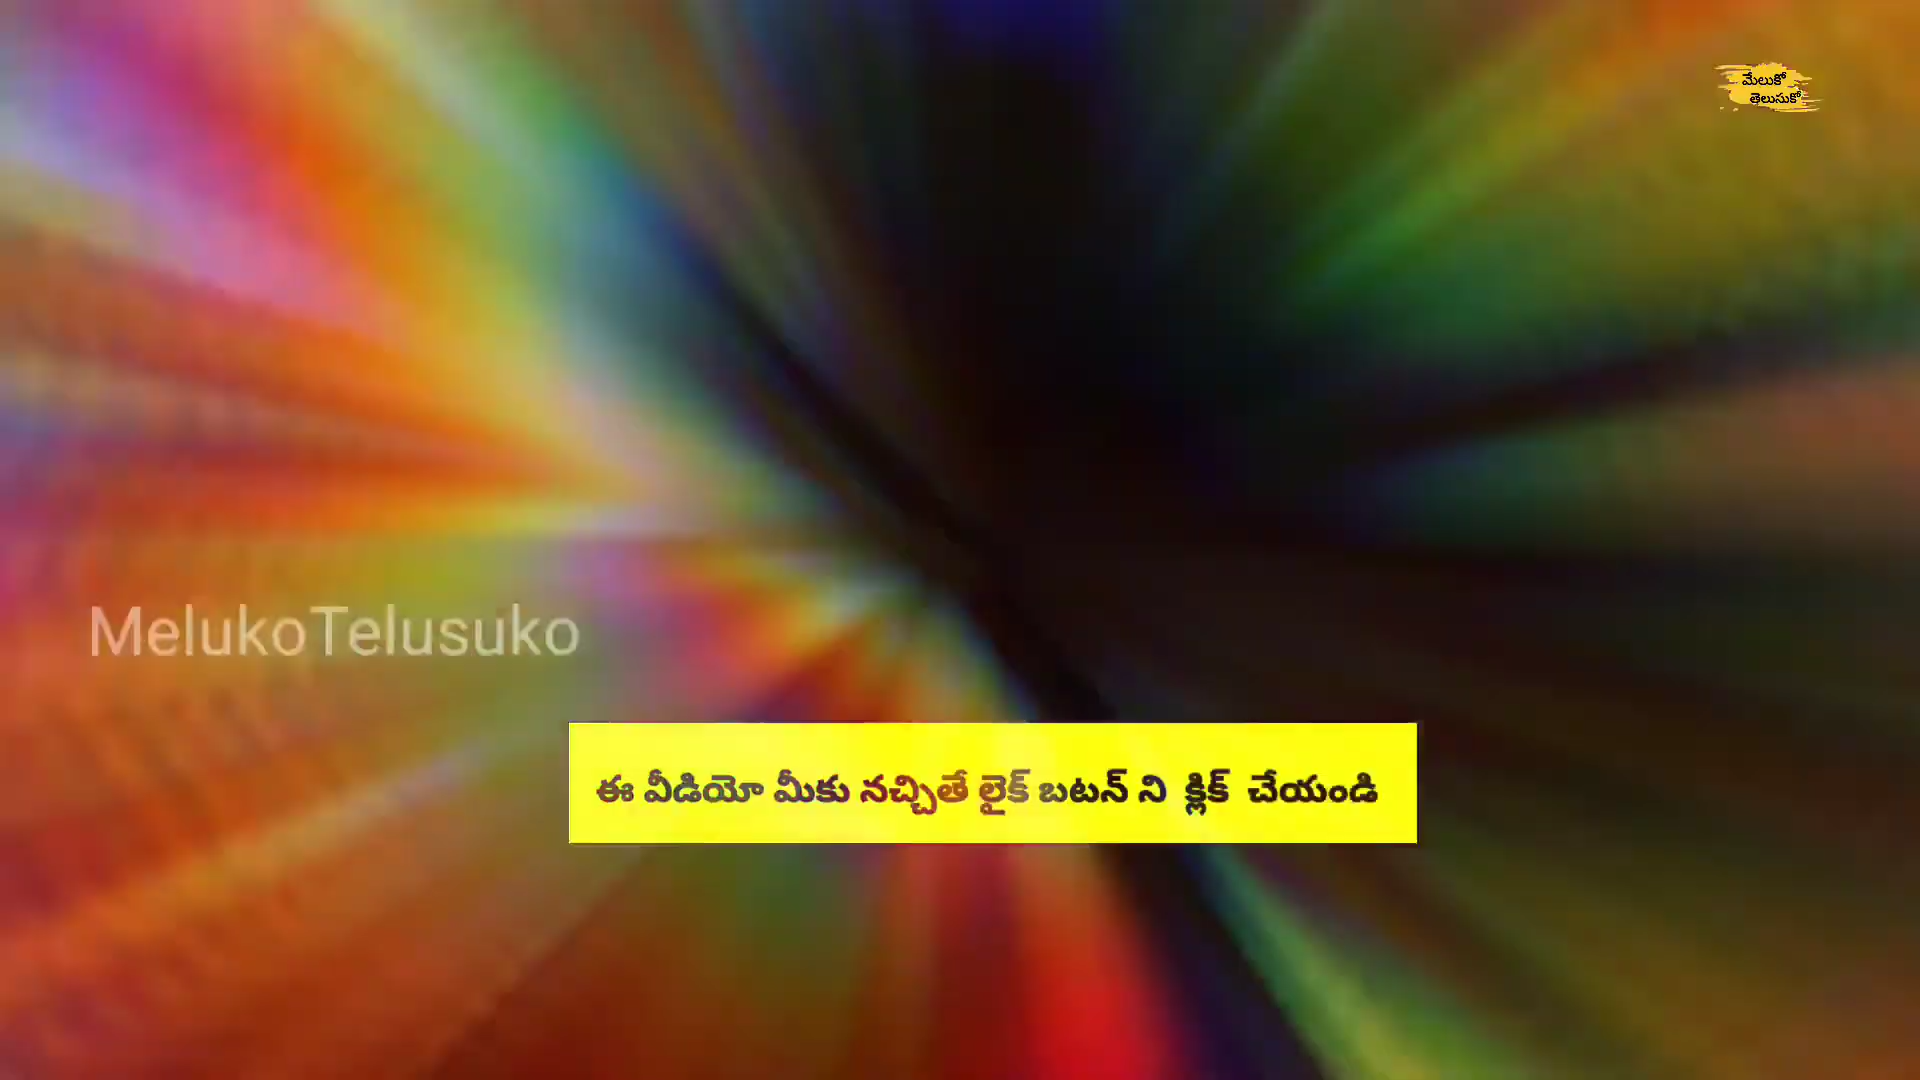 మేలుకో
తెలుసుకో
MelukoTelusuko
ఈ వీడియో మీకు నచ్చితే లైక్ బటన్ ని క్లిక్ చేయండి